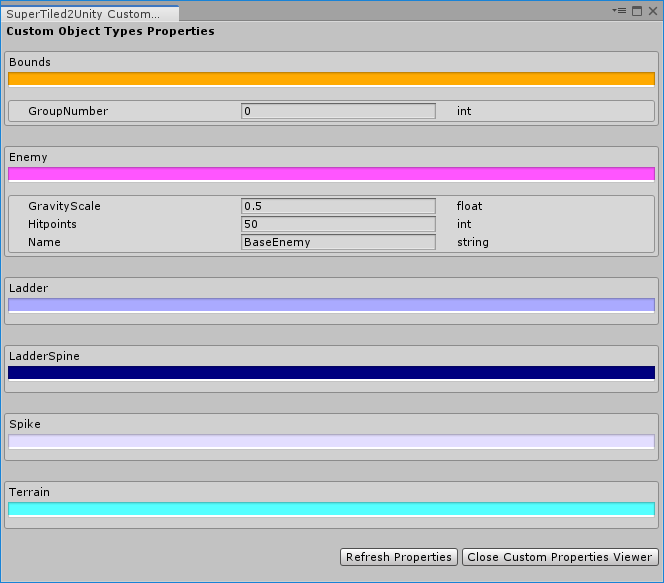 SuperTiled2Unity Custom...
Custom Object Types Properties
Bounds
GroupNumber 0 int
Enemy
GravityScale 0.5 float
Hitpoints 50 int
Name BaseEnemy string
Ladder
LadderSpine
Spike
Terrain
Refresh Properties Close Custom Properties Viewer